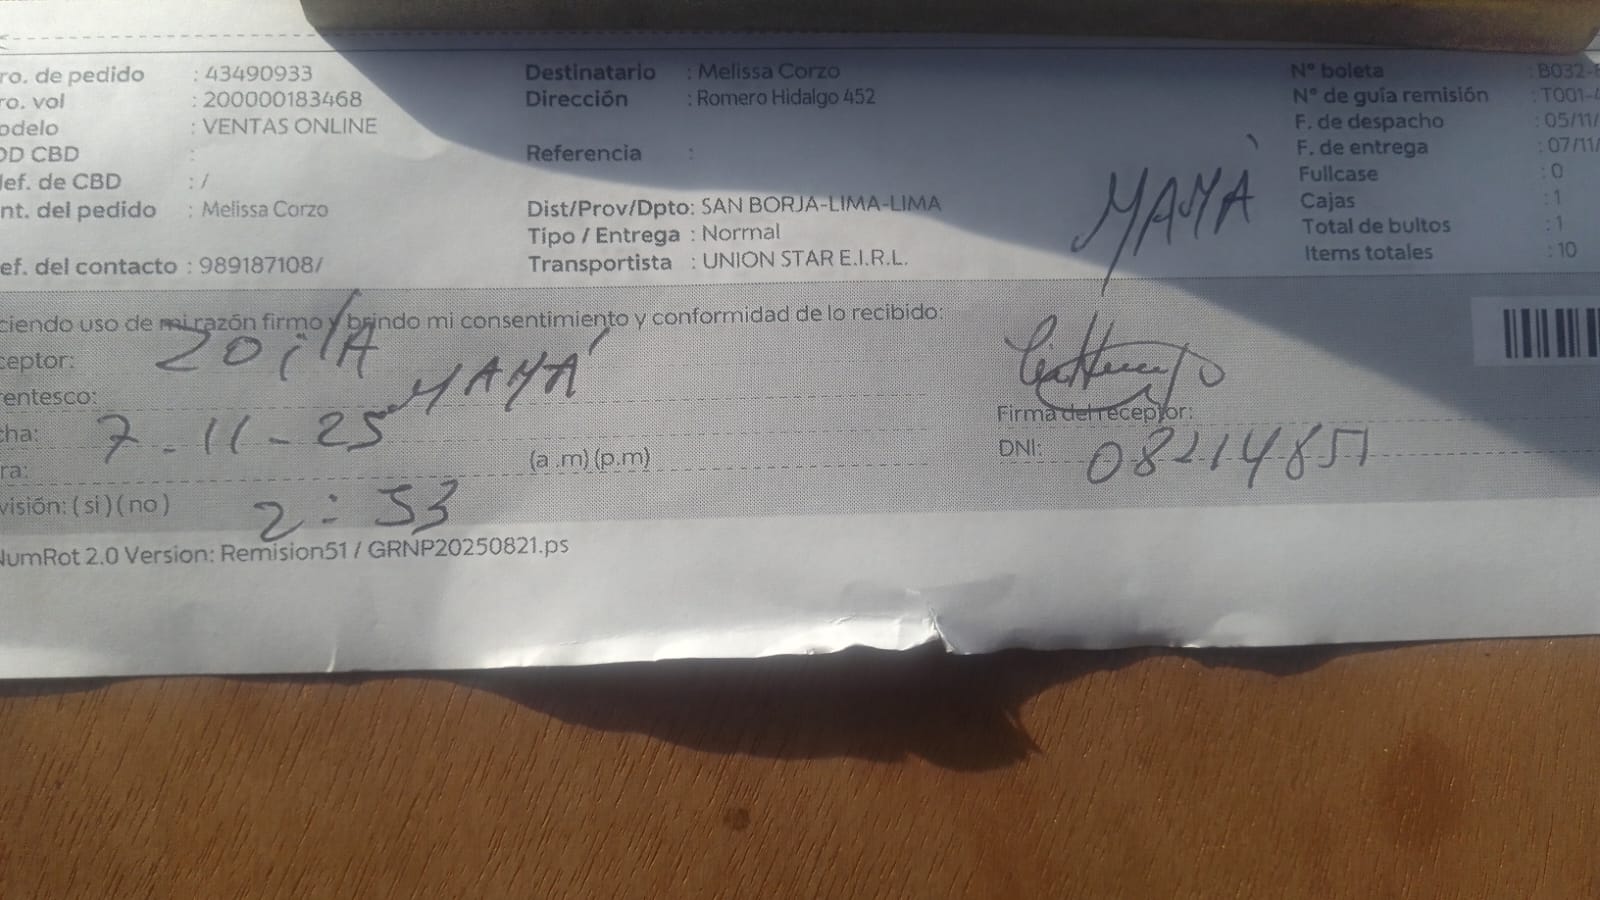 ro. de pedido : 43490933
ro. vol : 200000183468
odelo : VENTAS ONLINE
OD CBD :
ef. de CBD : /
nt. del pedido : Melissa Corzo
ef. del contacto : 989187108/
Destinatario : Melissa Corzo
Dirección : Romero Hidalgo 452
Referencia :
Dist/Prov/Dpto: SAN BORJA-LIMA-LIMA
Tipo / Entrega : Normal
Transportista : UNION STAR E.I.R.L.
MAMÁ
N° boleta : B032-
N° de guía remisión : T001-4
F. de despacho : 05/11/
F. de entrega : 07/11/
Fullcase : 0
Cajas : 1
Total de bultos : 1
Items totales : 10
ciendo uso de mi razón firmo y brindo mi consentimiento y conformidad de lo recibido:
ceptor: Zoila
rentesco: MAMÁ
cha: 7-11-25
ra: 2:53 (a .m) (p.m)
visión: ( si ) ( no )
Firma del receptor:
DNI: 08214851
NumRot 2.0 Version: Remision51 / GRNP20250821.ps